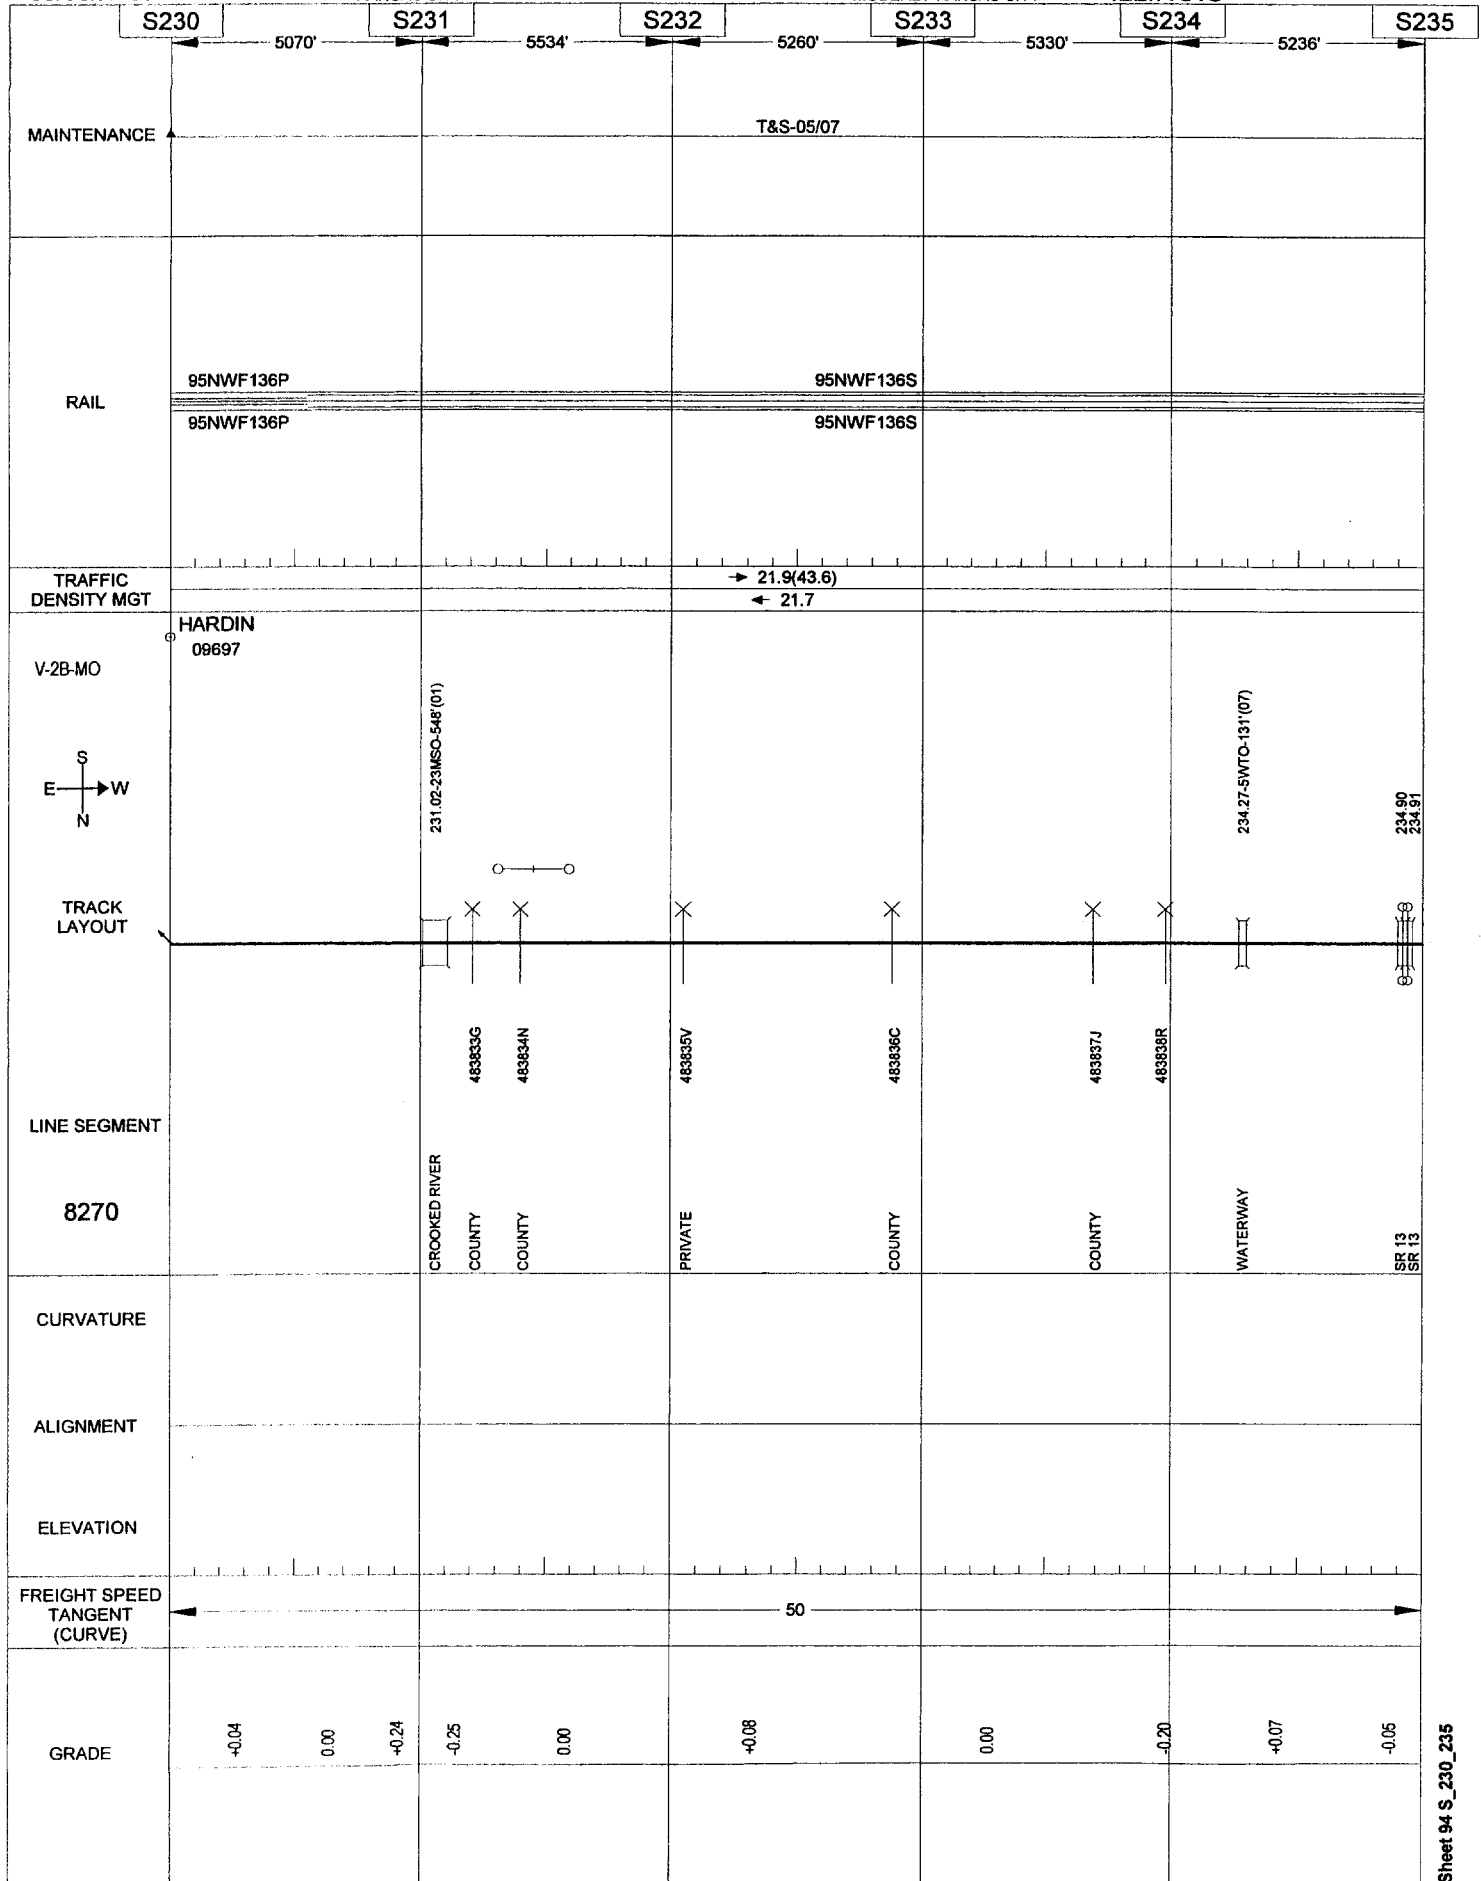 S230 S231 S232 S233 S234 S235
5070' 5534' 5260' 5330' 5236'
MAINTENANCE T&S-05/07
95NWF136P 95NWF136S
RAIL
95NWF136P 95NWF136S
TRAFFIC
DENSITY MGT
→ 21.9(43.6)
← 21.7
HARDIN
09697
V-2B-MO
S
E W
N
231.02-23MSO-548'(01)
234.27-5WTO-131'(07)
234.90
234.91
TRACK
LAYOUT
483833G
483834N
483835V
483836C
483837J
483838R
LINE SEGMENT
8270
CROOKED RIVER
COUNTY
COUNTY
PRIVATE
COUNTY
COUNTY
WATERWAY
SR 13
SR 13
CURVATURE
ALIGNMENT
ELEVATION
FREIGHT SPEED
TANGENT
(CURVE)
50
GRADE
+0.04
0.00
+0.24
-0.25
0.00
+0.08
0.00
-0.20
+0.07
-0.05
Sheet 94 S_230_235